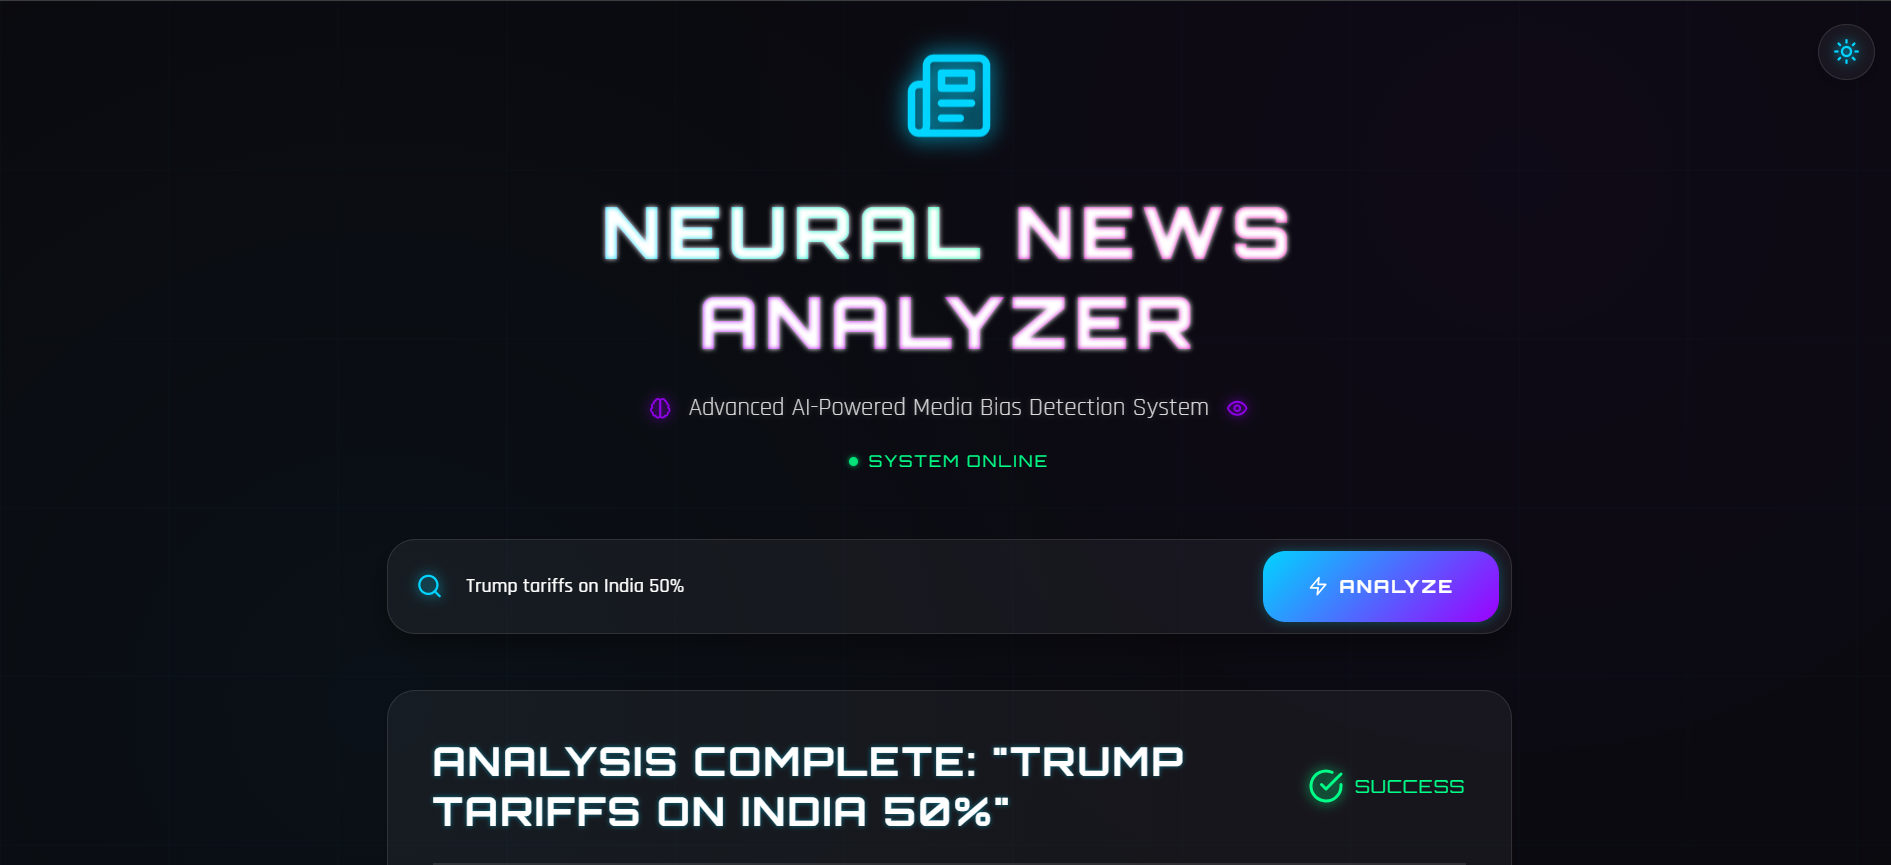 NEURAL NEWS
ANALYZER
Advanced AI-Powered Media Bias Detection System
SYSTEM ONLINE
Trump tariffs on India 50%
ANALYZE
ANALYSIS COMPLETE: "TRUMP
TARIFFS ON INDIA 50%"
SUCCESS